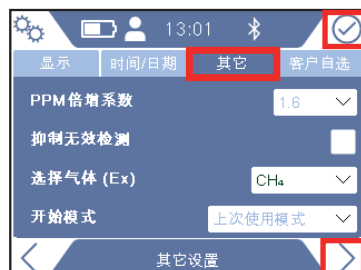 13:01
显示 时间/日期 其它 客户自选
PPM倍增系数 1.6
抑制无效检测
选择气体 (Ex) CH₄
开始模式 上次使用模式
其它设置